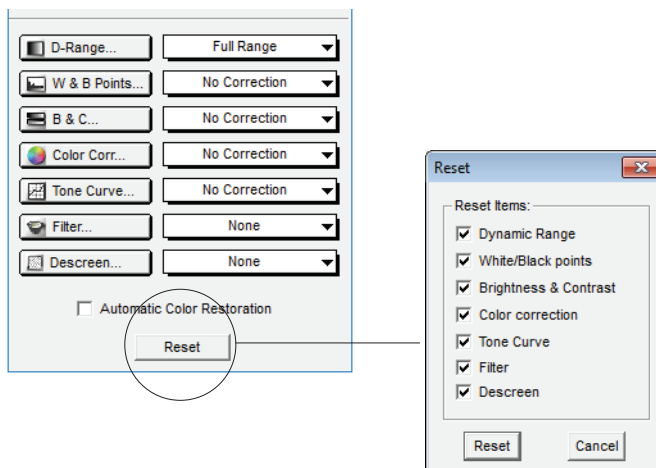 D-Range... Full Range
W & B Points... No Correction
B & C... No Correction
Color Corr... No Correction
Tone Curve... No Correction
Filter... None
Descreen... None
Automatic Color Restoration
Reset
Reset
Reset Items:
Dynamic Range
White/Black points
Brightness & Contrast
Color correction
Tone Curve
Filter
Descreen
Reset Cancel